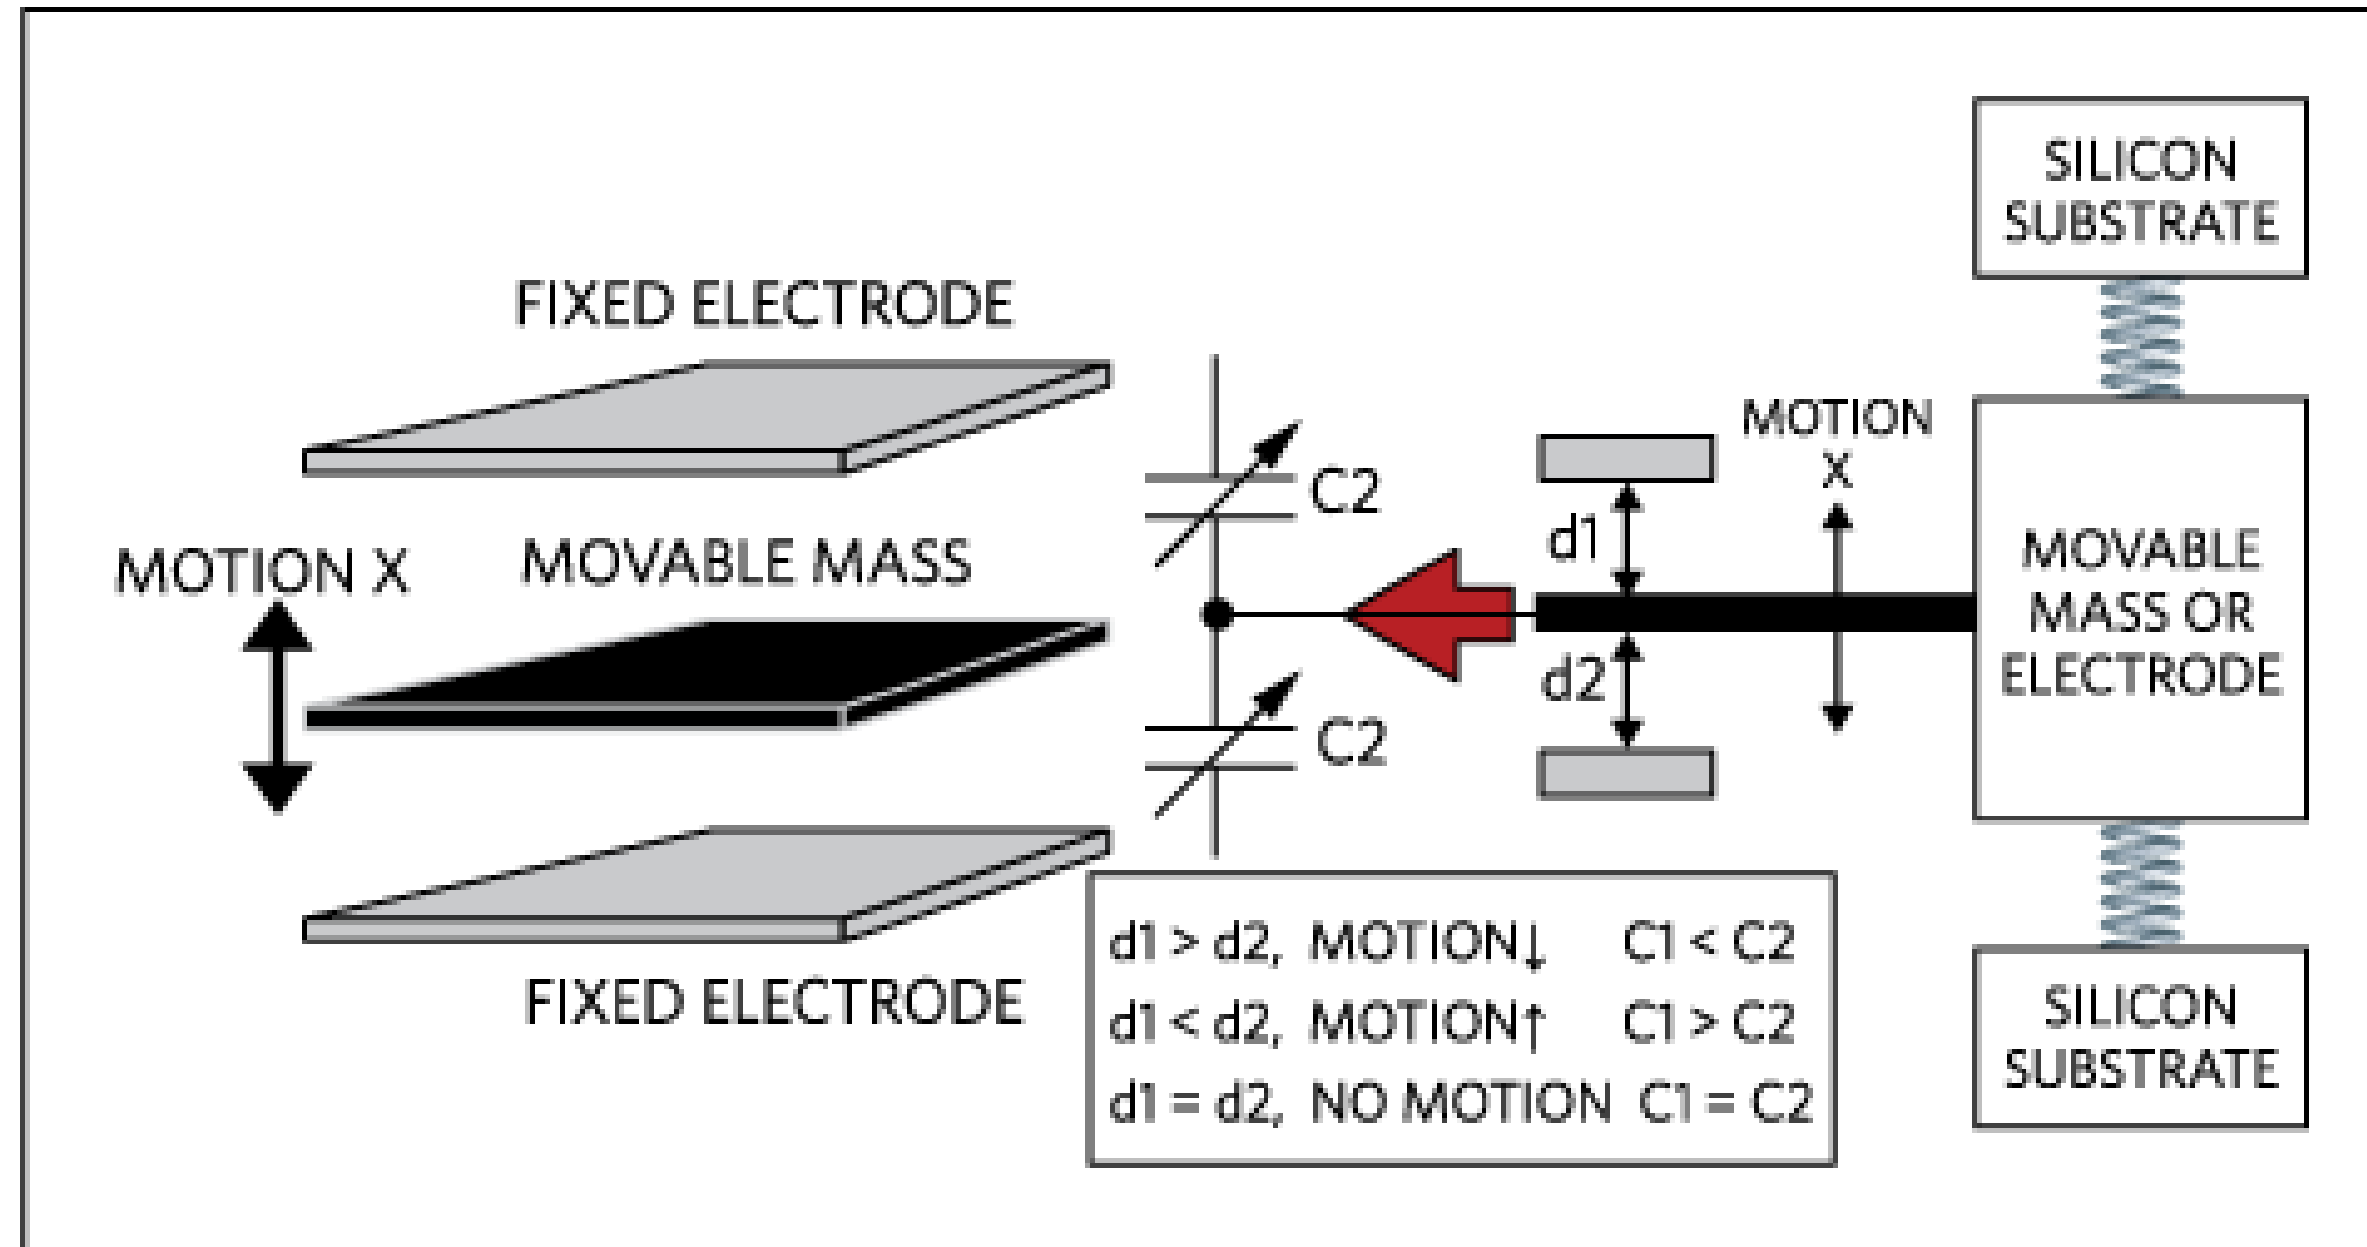 FIXED ELECTRODE
MOTION X
MOVABLE MASS
FIXED ELECTRODE
C2
C2
d1
d2
MOTION
X
SILICON
SUBSTRATE
MOVABLE
MASS OR
ELECTRODE
SILICON
SUBSTRATE
d1 > d2, MOTION↓ C1 < C2
d1 < d2, MOTION↑ C1 > C2
d1 = d2, NO MOTION C1 = C2